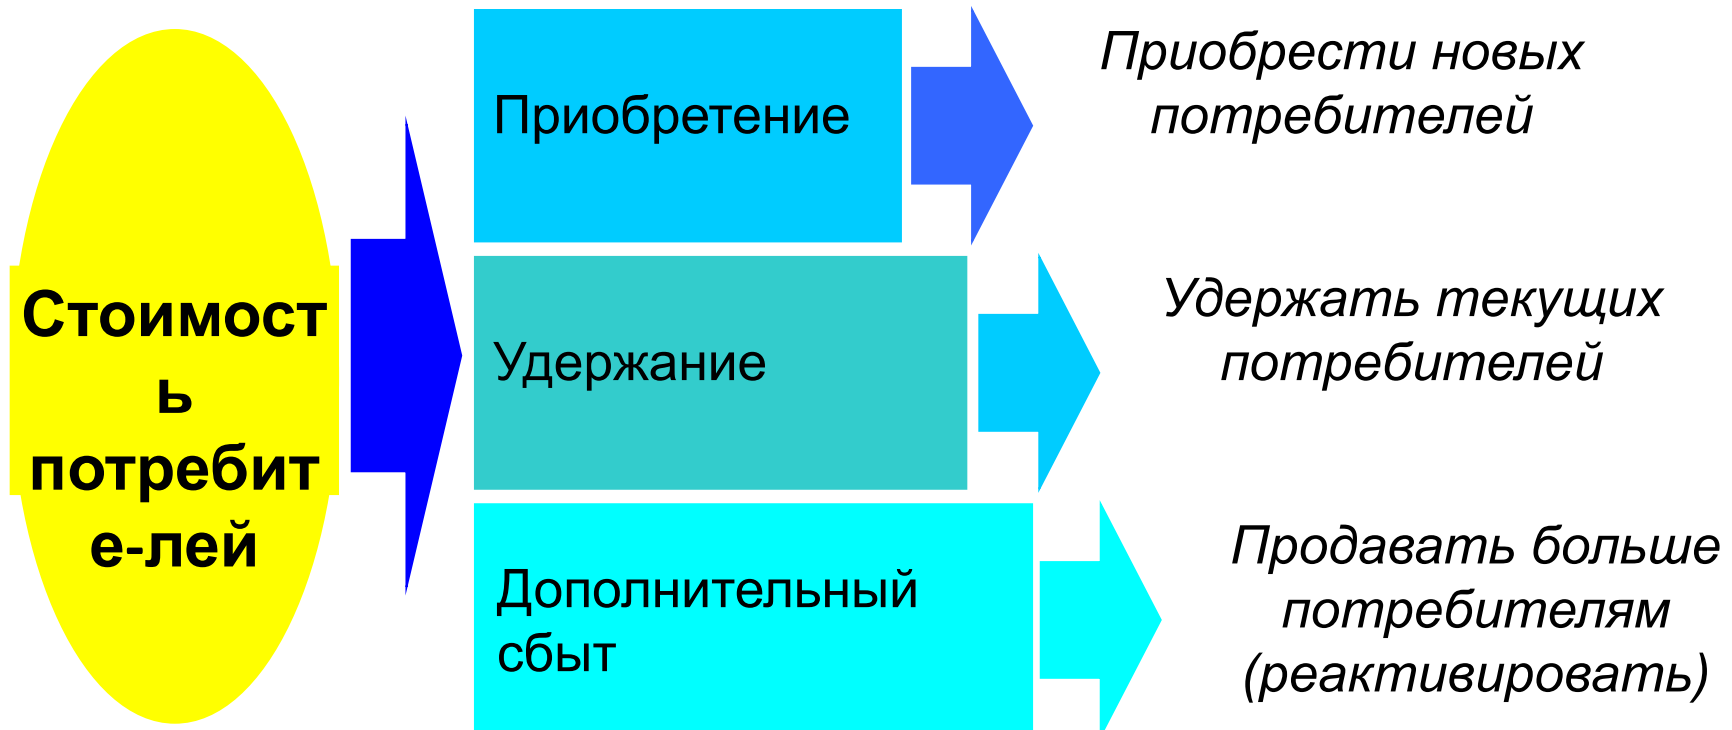 Стоимост
ь
потребит
е-лей
Приобретение
Приобрести новых
потребителей
Удержание
Удержать текущих
потребителей
Дополнительный
сбыт
Продавать больше
потребителям
(реактивировать)